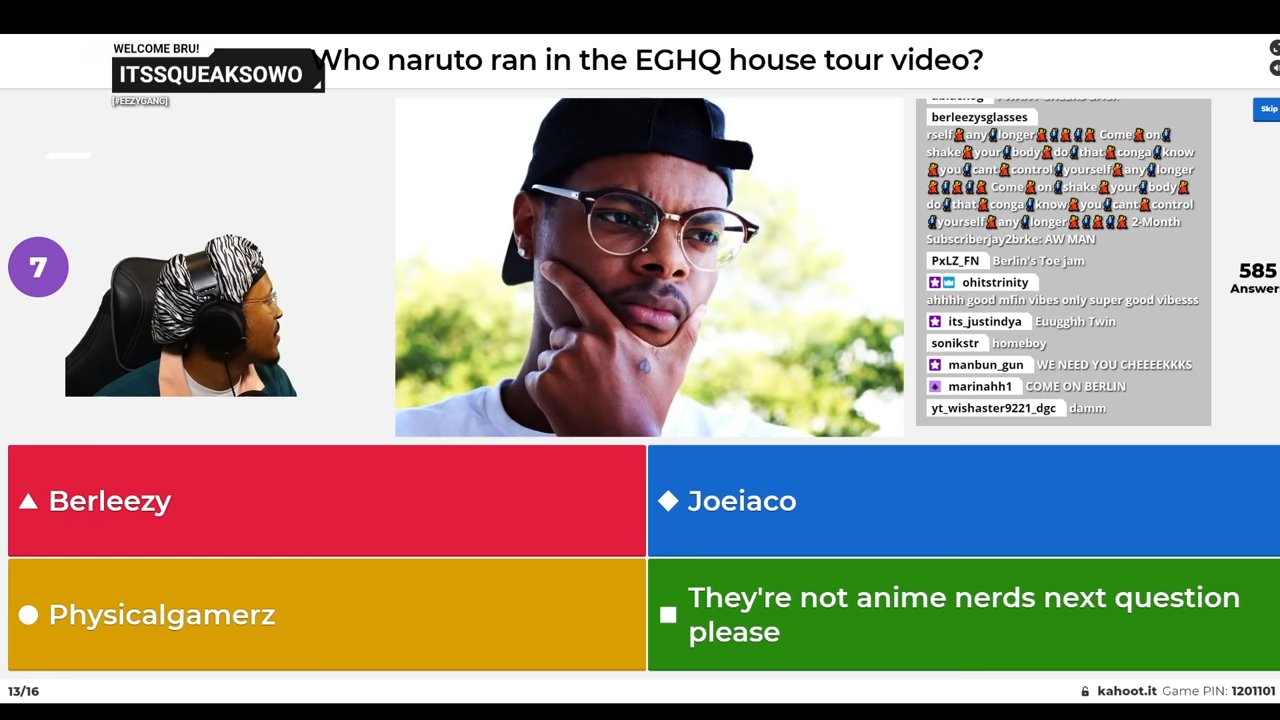 WELCOME BRU!
ITSSQUEAKSOWO
[#EEZYGANG]
Who naruto ran in the EGHQ house tour video?
Skip
7
berleezysglasses
rself any longer Come on
shake your body do that conga know
you cant control yourself any longer
Come on shake your body
do that conga know you cant control
yourself any longer 2-Month
Subscriberjay2brke: AW MAN
PxLZ_FN Berlin's Toe jam
ohitstrinity
ahhhh good mfin vibes only super good vibesss
its_justindya Euugghh Twin
sonikstr homeboy
manbun_gun WE NEED YOU CHEEEEKKKS
marinahh1 COME ON BERLIN
yt_wishaster9221_dgc damm
585
Answers
Berleezy
Joeiaco
Physicalgamerz
They're not anime nerds next question
please
13/16
kahoot.it Game PIN: 1201101